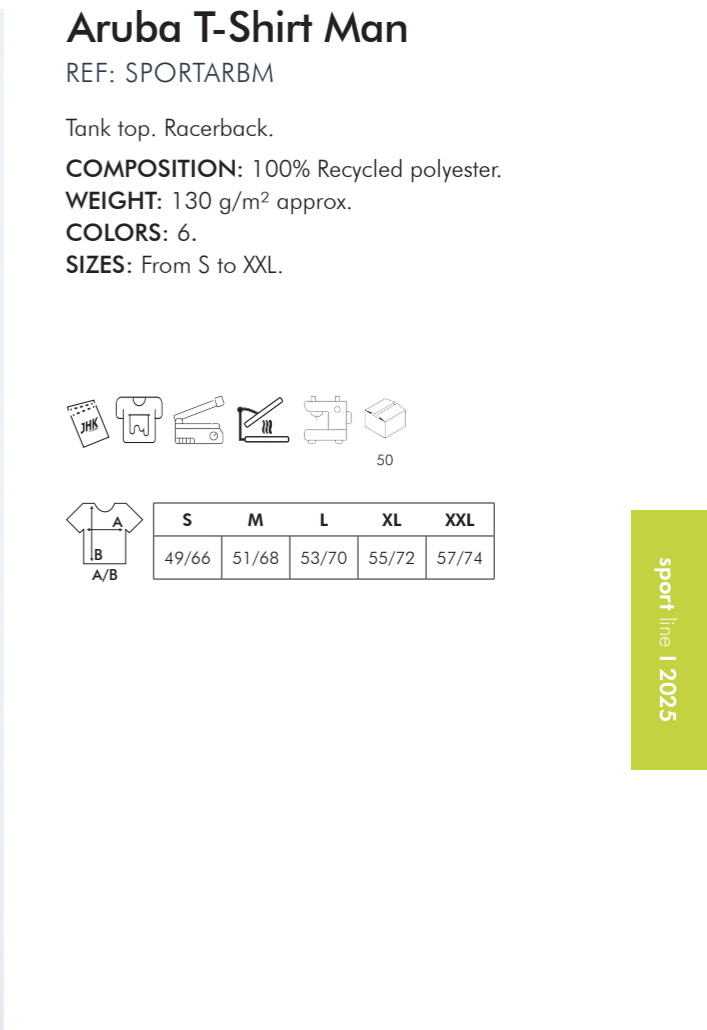 Aruba T-Shirt Man
REF: SPORTARBM
Tank top. Racerback.
COMPOSITION: 100% Recycled polyester.
WEIGHT: 130 g/m² approx.
COLORS: 6.
SIZES: From S to XXL.
JHK
50
A
B
A/B
S M L XL XXL
49/66 51/68 53/70 55/72 57/74
sport line I 2025